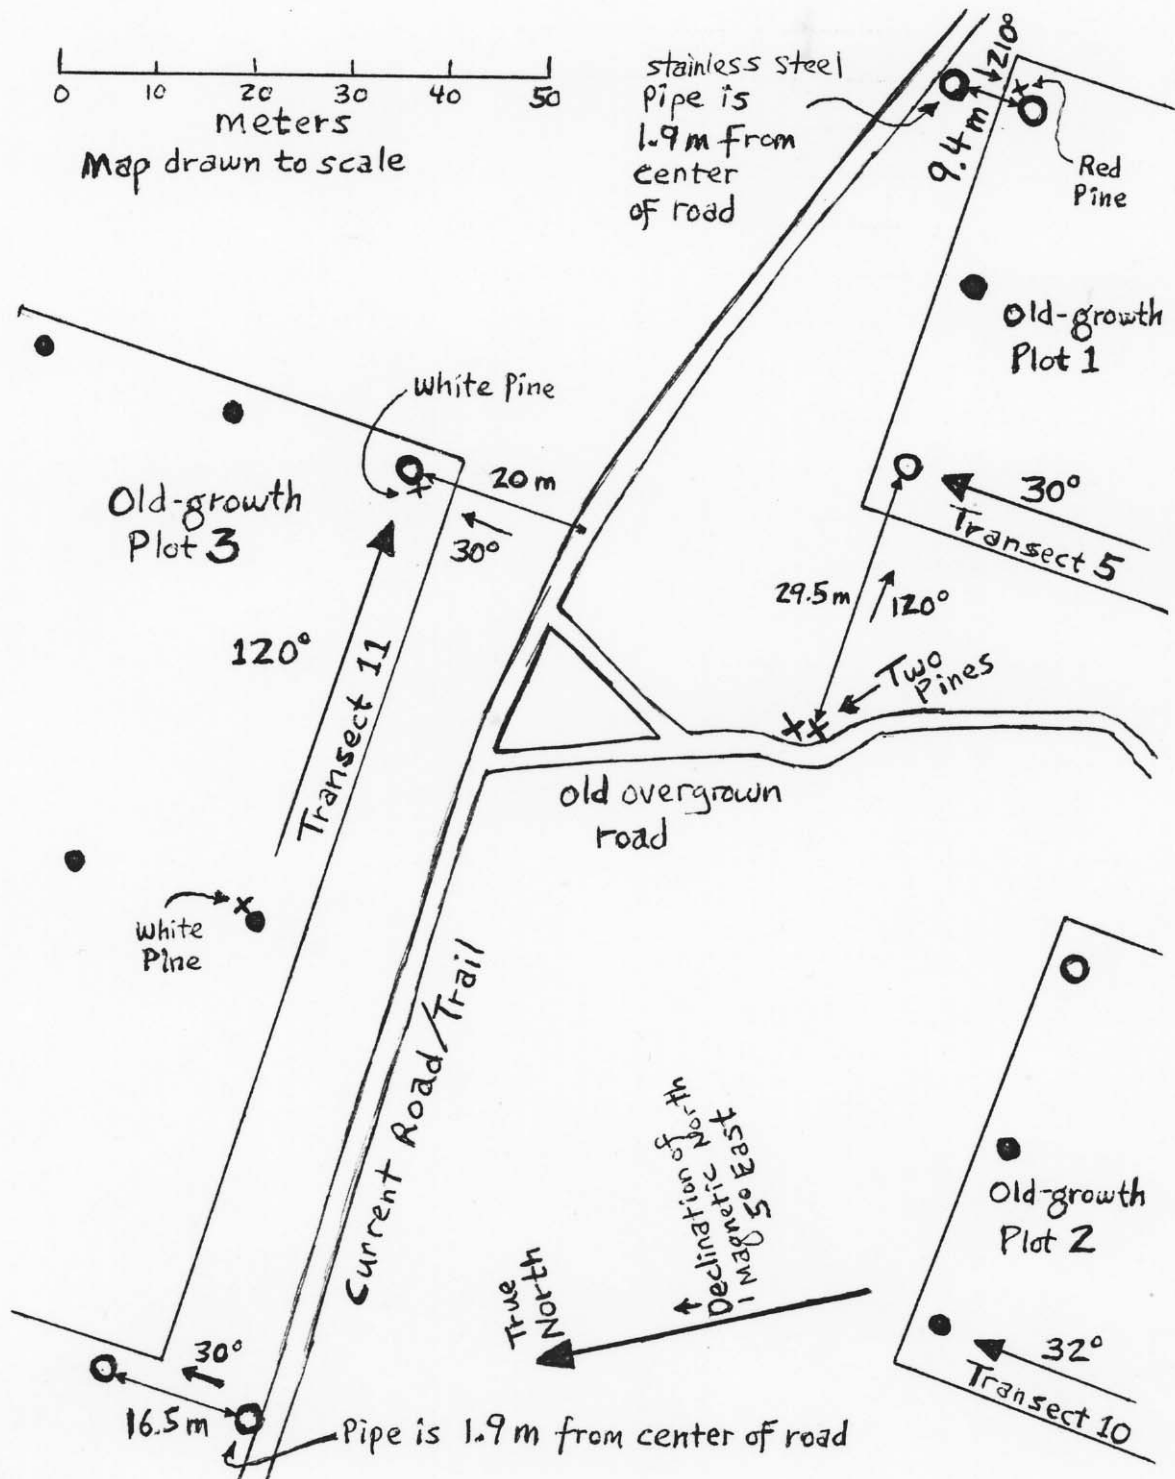 0 10 20 30 40 50
meters
Map drawn to scale
stainless steel
Pipe is
1.9 m from
center
of road
210°
9.4 m
Red
Pine
Old-growth
Plot 1
White Pine
20 m
30°
Old-growth
Plot 3
30°
Transect 5
29.5 m
120°
Two
Pines
120°
Transect 11
old overgrown
road
White
Pine
Current Road/Trail
Declination of
Magnetic North
5° East
True
North
Old-growth
Plot 2
32°
Transect 10
30°
16.5 m
Pipe is 1.9 m from center of road